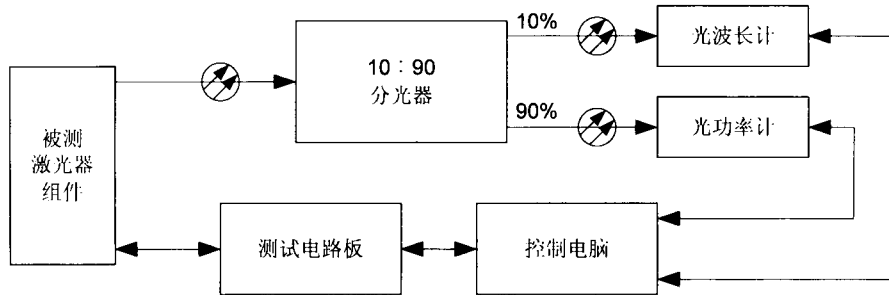 10%
光波长计
10：90
分光器
90%
光功率计
被测
激光器
组件
测试电路板
控制电脑